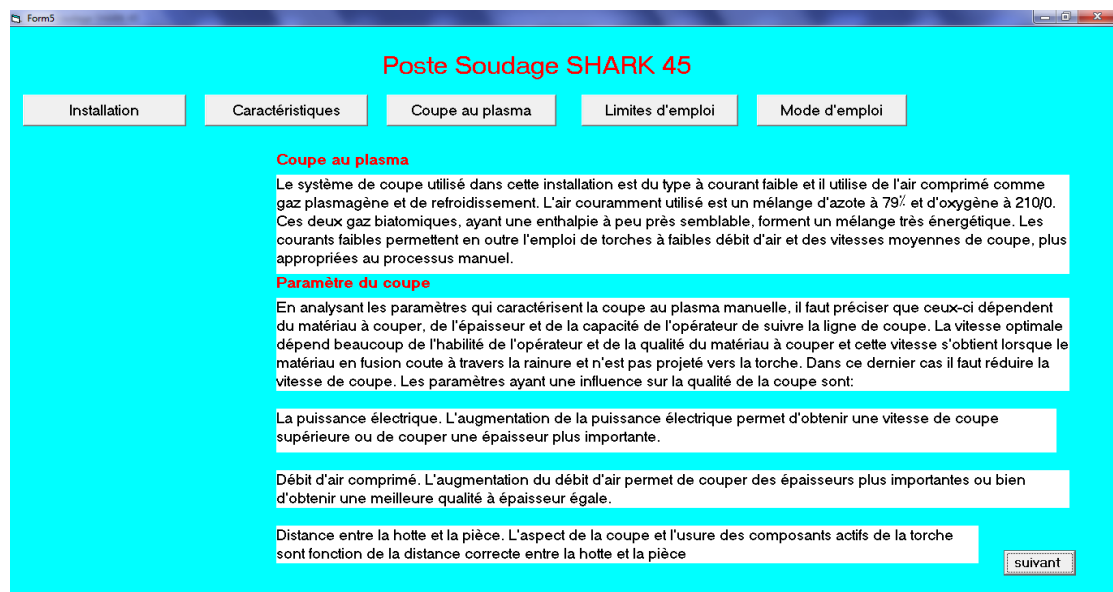 Form5
Poste Soudage SHARK 45
Installation
Caractéristiques
Coupe au plasma
Limites d'emploi
Mode d'emploi
Coupe au plasma
Le système de coupe utilisé dans cette installation est du type à courant faible et il utilise de l'air comprimé comme
gaz plasmagène et de refroidissement. L'air couramment utilisé est un mélange d'azote à 79% et d'oxygène à 210/0.
Ces deux gaz biatomiques, ayant une enthalpie à peu près semblable, forment un mélange très énergétique. Les
courants faibles permettent en outre l'emploi de torches à faibles débit d'air et des vitesses moyennes de coupe, plus
appropriées au processus manuel.
Paramètre du coupe
En analysant les paramètres qui caractérisent la coupe au plasma manuelle, il faut préciser que ceux-ci dépendent
du matériau à couper, de l'épaisseur et de la capacité de l'opérateur de suivre la ligne de coupe. La vitesse optimale
dépend beaucoup de l'habilité de l'opérateur et de la qualité du matériau à couper et cette vitesse s'obtient lorsque le
matériau en fusion coute à travers la rainure et n'est pas projeté vers la torche. Dans ce dernier cas il faut réduire la
vitesse de coupe. Les paramètres ayant une influence sur la qualité de la coupe sont:
La puissance électrique. L'augmentation de la puissance électrique permet d'obtenir une vitesse de coupe
supérieure ou de couper une épaisseur plus importante.
Débit d'air comprimé. L'augmentation du débit d'air permet de couper des épaisseurs plus importantes ou bien
d'obtenir une meilleure qualité à épaisseur égale.
Distance entre la hotte et la pièce. L'aspect de la coupe et l'usure des composants actifs de la torche
sont fonction de la distance correcte entre la hotte et la pièce
suivant